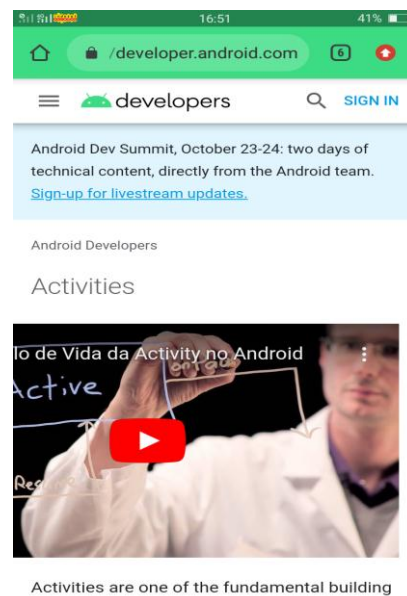 16:51
41%
/developer.android.com
6
developers
SIGN IN
Android Dev Summit, October 23-24: two days of
technical content, directly from the Android team.
Sign-up for livestream updates.
Android Developers
Activities
lo de Vida da Activity no Android
onPause
Active
Activities are one of the fundamental building